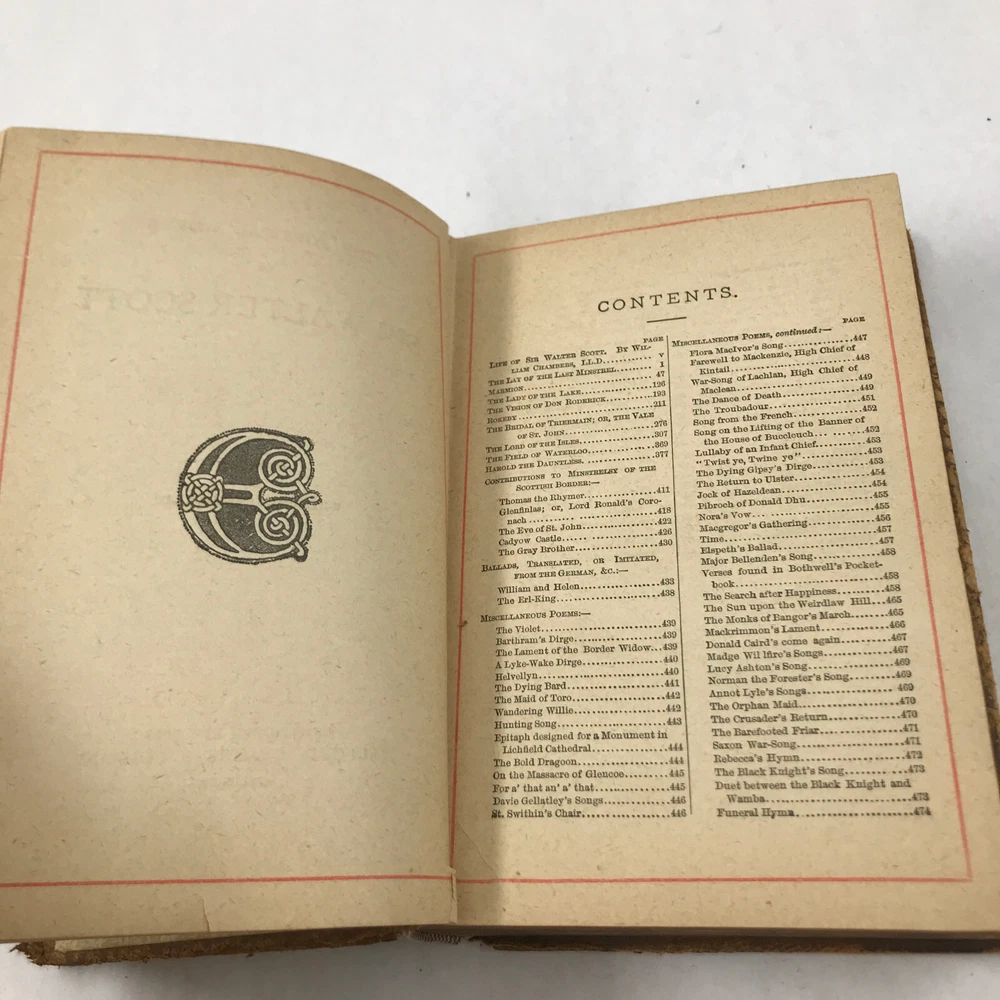 CONTENTS.
PAGE
LIFE OF SIR WALTER SCOTT. BY WIL-
LIAM CHAMBERS, LL.D..........v
THE LAY OF THE LAST MINSTREL.........1
MARMION..............................47
THE LADY OF THE LAKE.................126
THE VISION OF DON RODERICK...........193
ROKEBY...............................211
THE BRIDAL OF TRIERMAIN; OR, THE VALE
OF ST. JOHN..........................276
THE LORD OF THE ISLES................307
THE FIELD OF WATERLOO................369
HAROLD THE DAUNTLESS.................377
CONTRIBUTIONS TO MINSTRELSY OF THE
SCOTTISH BORDER:—
Thomas the Rhymer....................411
Glenfinlas; or, Lord Ronald's Coro-
nach.................................418
The Eve of St. John..................422
Cadyow Castle........................426
The Gray Brother.....................430
BALLADS, TRANSLATED, OR IMITATED,
FROM THE GERMAN, &C.:—
William and Helen....................433
The Erl-King.........................438
MISCELLANEOUS POEMS:—
The Violet...........................439
Barthram's Dirge.....................439
The Lament of the Border Widow...439
A Lyke-Wake Dirge....................440
Helvellyn............................440
The Dying Bard.......................441
The Maid of Toro.....................442
Wandering Willie.....................442
Hunting Song.........................443
Epitaph designed for a Monument in
Lichfield Cathedral..................444
The Bold Dragoon.....................444
On the Massacre of Glencoe...........445
For a' that an' a' that..............445
Davie Gellatley's Songs..............446
St. Swithin's Chair..................446
PAGE
MISCELLANEOUS POEMS, continued:—
Flora MacIvor's Song.................447
Farewell to Mackenzie, High Chief of
Kintail..............................448
War-Song of Lachlan, High Chief of
Maclean..............................449
The Dance of Death...................449
The Troubadour.......................451
Song from the French.................452
Song on the Lifting of the Banner of
the House of Buccleuch...............452
Lullaby of an Infant Chief...........453
"Twist ye, Twine ye".................453
The Dying Gipsy's Dirge..............453
The Return to Ulster.................454
Jock of Hazeldean....................454
Pibroch of Donald Dhu................455
Nora's Vow...........................455
Macgregor's Gathering................456
Time.................................457
Elspeth's Ballad.....................457
Major Bellenden's Song...............458
Verses found in Bothwell's Pocket-
book.................................458
The Search after Happiness...........458
The Sun upon the Weirdlaw Hill...465
The Monks of Bangor's March..........465
Mackrimmon's Lament..................466
Donald Caird's come again............467
Madge Wildfire's Songs...............467
Lucy Ashton's Song...................469
Norman the Forester's Song...........469
Annot Lyle's Songs...................469
The Orphan Maid......................470
The Crusader's Return................470
The Barefooted Friar.................471
Saxon War-Song.......................471
Rebecca's Hymn.......................472
The Black Knight's Song..............473
Duet between the Black Knight and
Wamba................................473
Funeral Hymn.........................474